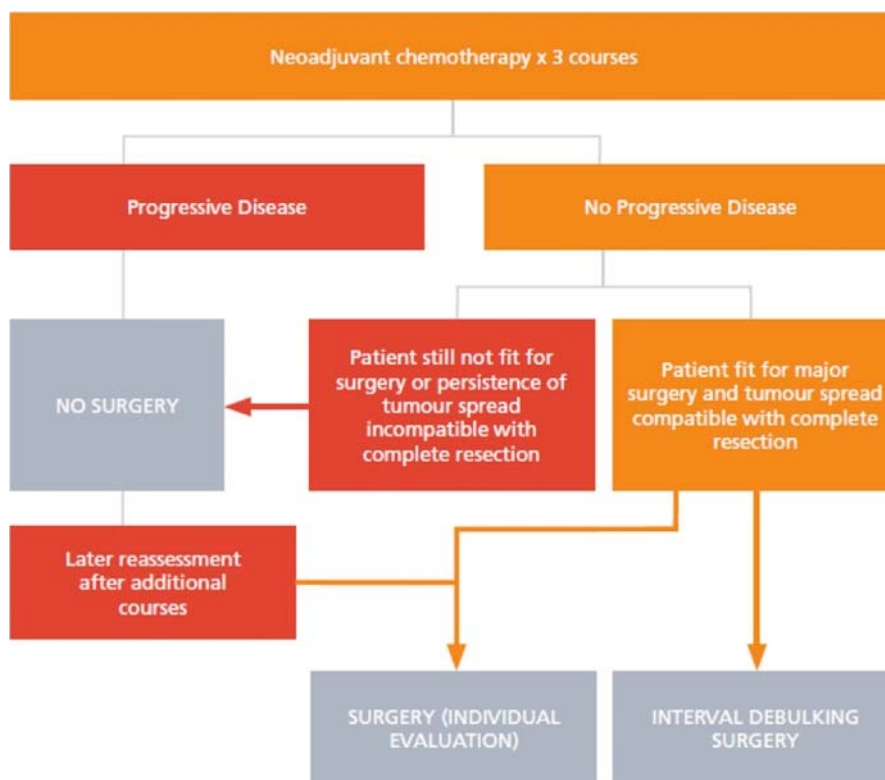 Neoadjuvant chemotherapy x 3 courses
Progressive Disease
No Progressive Disease
NO SURGERY
Patient still not fit for
surgery or persistence of
tumour spread
incompatible with
complete resection
Patient fit for major
surgery and tumour spread
compatible with complete
resection
Later reassessment
after additional
courses
SURGERY (INDIVIDUAL
EVALUATION)
INTERVAL DEBULKING
SURGERY